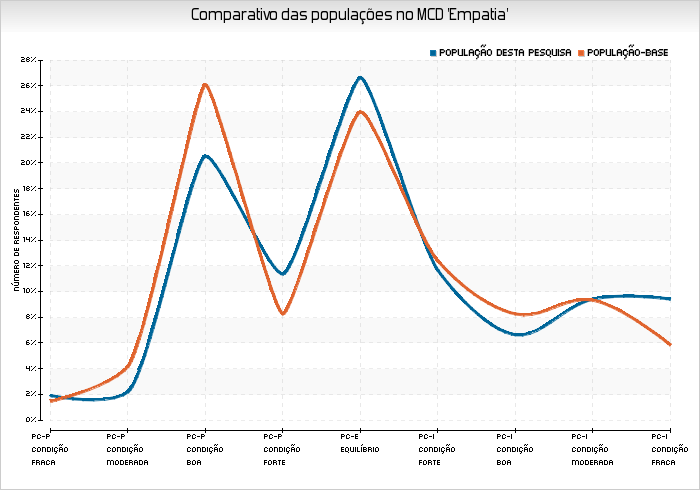 Comparativo das populações no MCD 'Empatia'
POPULAÇÃO DESTA PESQUISA POPULAÇÃO-BASE
28%
26%
24%
22%
20%
18%
16%
14%
12%
10%
8%
6%
4%
2%
0%
NÚMERO DE RESPONDENTES
PC-P CONDIÇÃO FRACA
PC-P CONDIÇÃO MODERADA
PC-P CONDIÇÃO BOA
PC-P CONDIÇÃO FORTE
PC-E EQUILÍBRIO
PC-I CONDIÇÃO FORTE
PC-I CONDIÇÃO BOA
PC-I CONDIÇÃO MODERADA
PC-I CONDIÇÃO FRACA